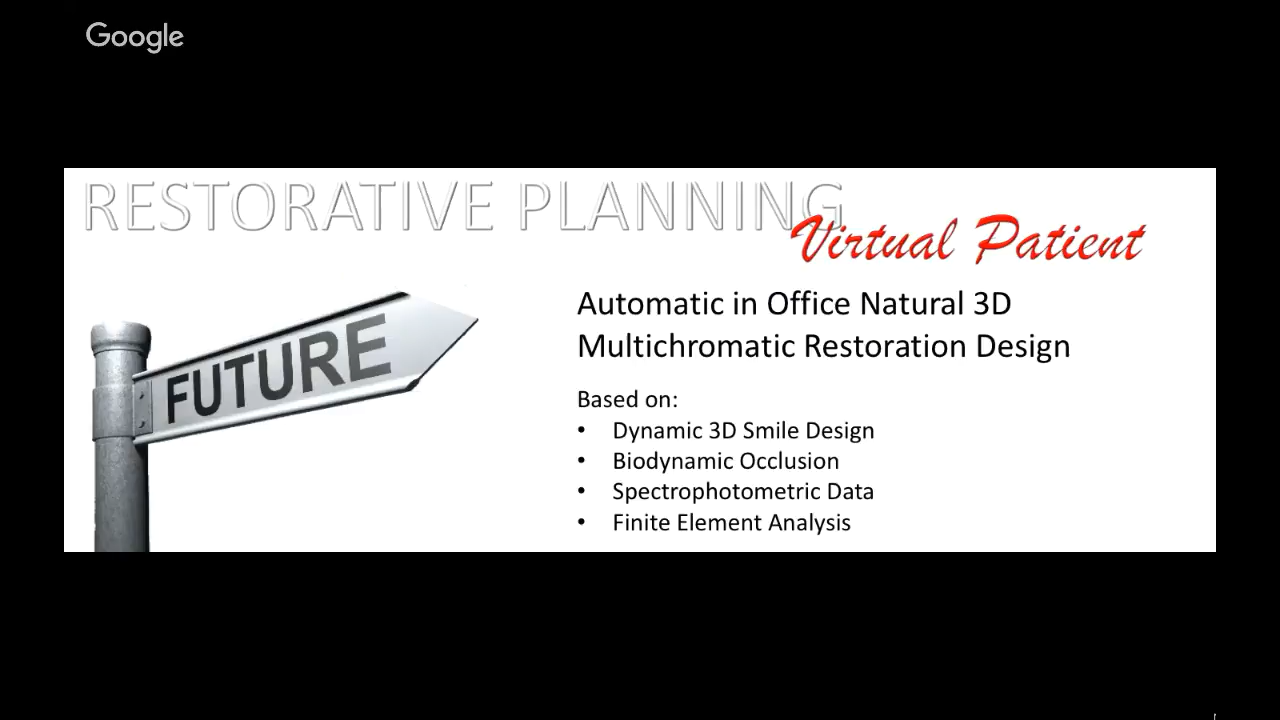 Google
RESTORATIVE PLANNING
Virtual Patient
FUTURE
Automatic in Office Natural 3D
Multichromatic Restoration Design
Based on:
• Dynamic 3D Smile Design
• Biodynamic Occlusion
• Spectrophotometric Data
• Finite Element Analysis